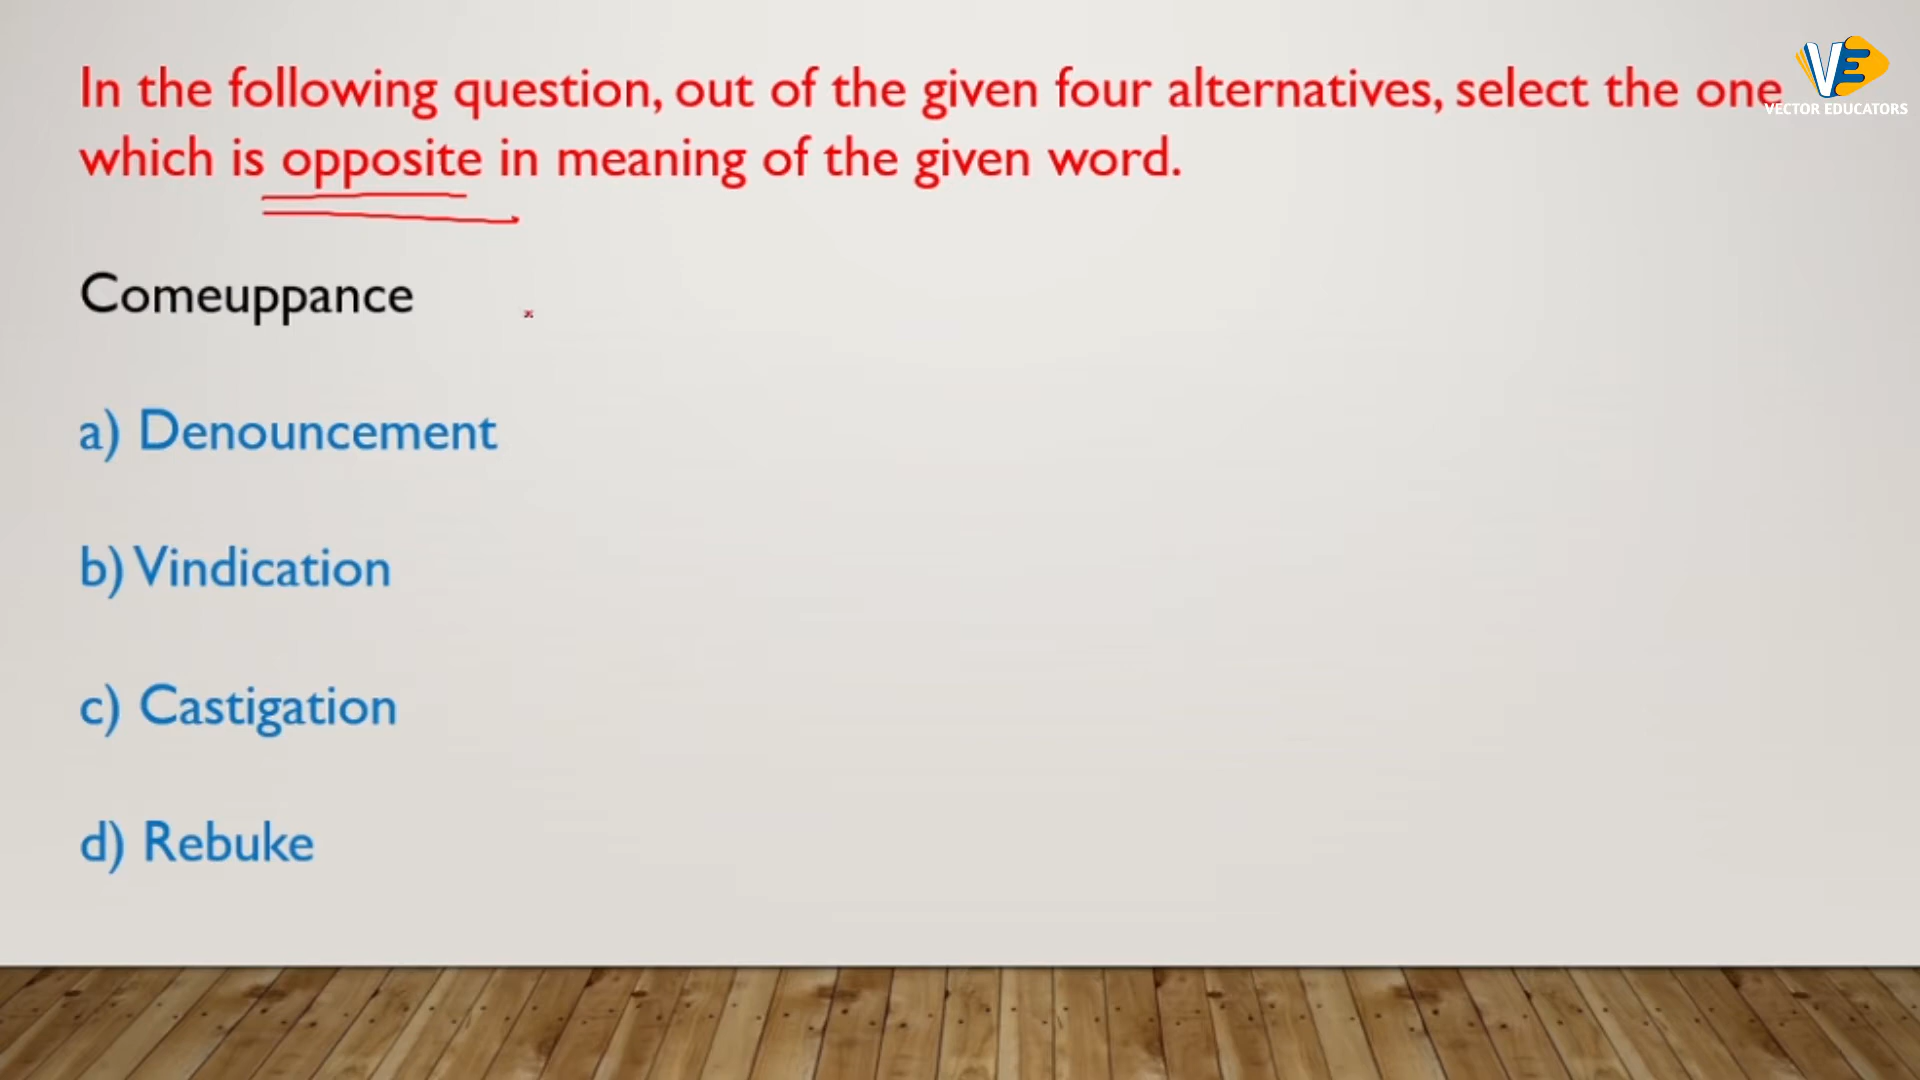 In the following question, out of the given four alternatives, select the one
which is opposite in meaning of the given word.
VE
VECTOR EDUCATORS
Comeuppance
a) Denouncement
b) Vindication
c) Castigation
d) Rebuke